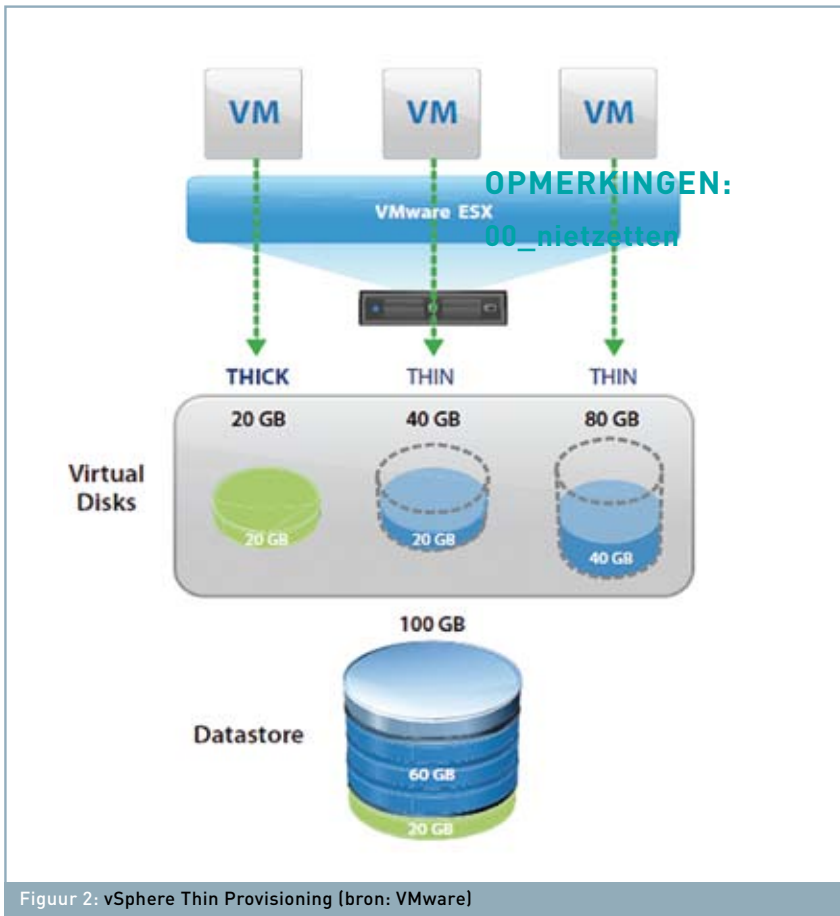 VM
VM
VM
OPMERKINGEN:
VMware ESX
00_nietzetten
THICK
THIN
THIN
20 GB
40 GB
80 GB
Virtual
Disks
20 GB
20 GB
40 GB
100 GB
Datastore
60 GB
20 GB
Figuur 2: vSphere Thin Provisioning (bron: VMware)